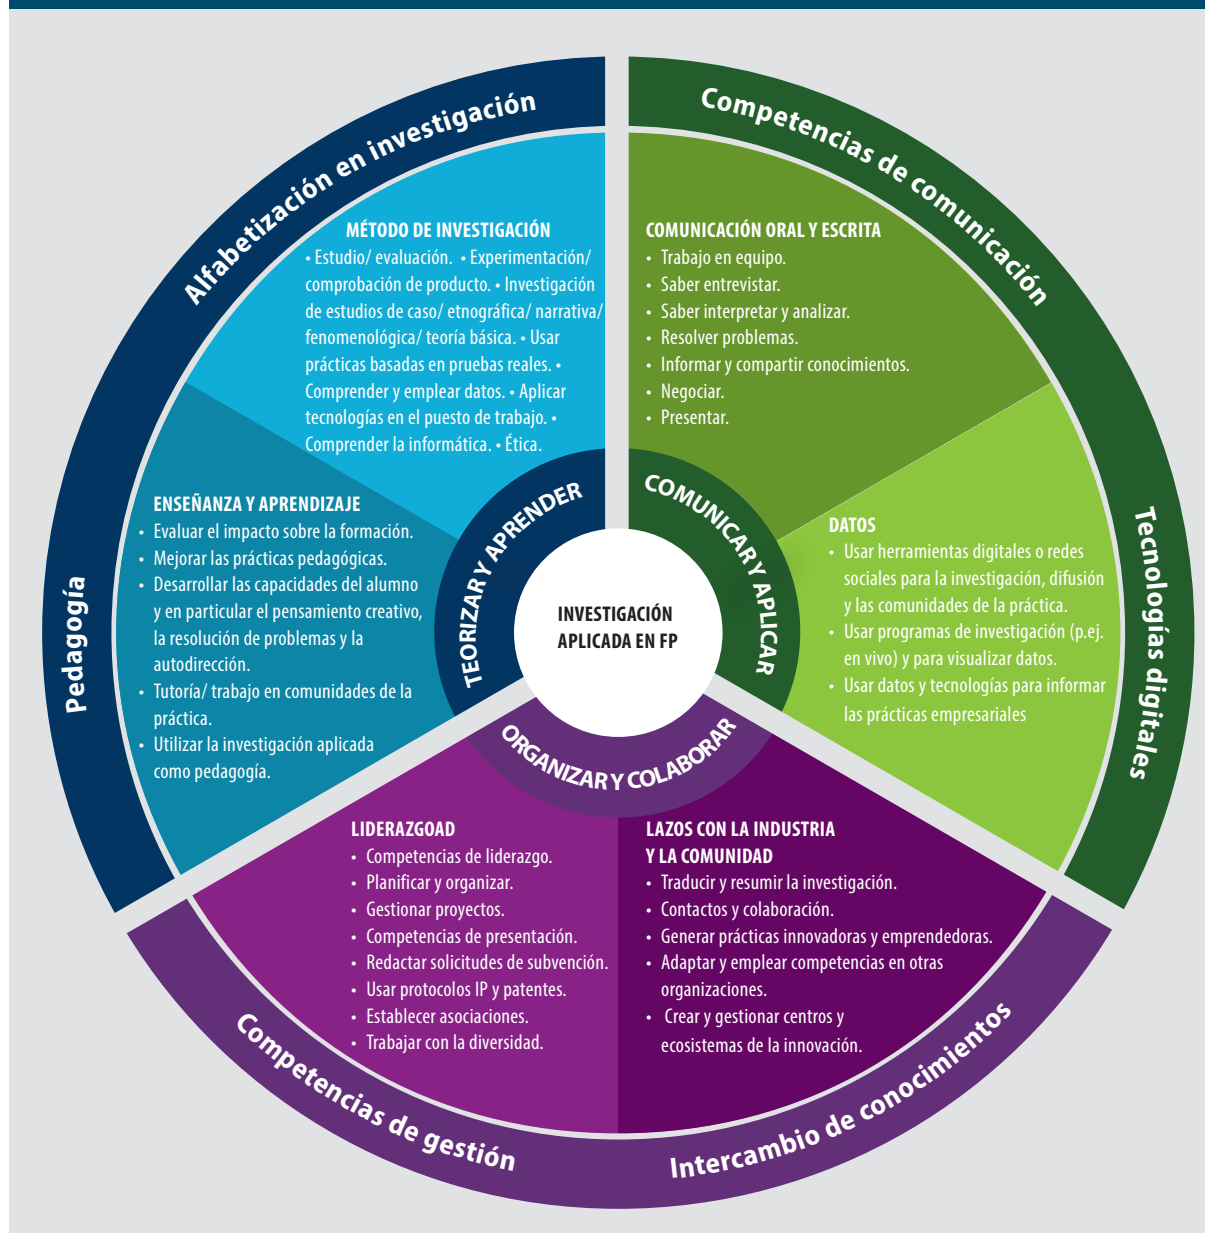 Alfabetización en investigación
Competencias de comunicación
MÉTODO DE INVESTIGACIÓN
• Estudio/ evaluación. • Experimentación/
comprobación de producto. • Investigación
de estudios de caso/ etnográfica/ narrativa/
fenomenológica/ teoría básica. • Usar
prácticas basadas en pruebas reales. •
Comprender y emplear datos. • Aplicar
tecnologías en el puesto de trabajo. •
Comprender la informática. • Ética.
COMUNICACIÓN ORAL Y ESCRITA
• Trabajo en equipo.
• Saber entrevistar.
• Saber interpretar y analizar.
• Resolver problemas.
• Informar y compartir conocimientos.
• Negociar.
• Presentar.
Pedagogía
ENSEÑANZA Y APRENDIZAJE
• Evaluar el impacto sobre la formación.
• Mejorar las prácticas pedagógicas.
• Desarrollar las capacidades del alumno
y en particular el pensamiento creativo,
la resolución de problemas y la
autodirección.
• Tutoría/ trabajo en comunidades de la
práctica.
• Utilizar la investigación aplicada
como pedagogía.
TEORIZAR Y APRENDER
COMUNICAR Y APLICAR
INVESTIGACIÓN
APLICADA EN FP
ORGANIZAR Y COLABORAR
DATOS
• Usar herramientas digitales o redes
sociales para la investigación, difusión
y las comunidades de la práctica.
• Usar programas de investigación (p.ej.
en vivo) y para visualizar datos.
• Usar datos y tecnologías para informar
las prácticas empresariales
Tecnologías digitales
LIDERAZGOAD
• Competencias de liderazgo.
• Planificar y organizar.
• Gestionar proyectos.
• Competencias de presentación.
• Redactar solicitudes de subvención.
• Usar protocolos IP y patentes.
• Establecer asociaciones.
• Trabajar con la diversidad.
LAZOS CON LA INDUSTRIA
Y LA COMUNIDAD
• Traducir y resumir la investigación.
• Contactos y colaboración.
• Generar prácticas innovadoras y emprendedoras.
• Adaptar y emplear competencias en otras
organizaciones.
• Crear y gestionar centros y
ecosistemas de la innovación.
Competencias de gestión
Intercambio de conocimientos